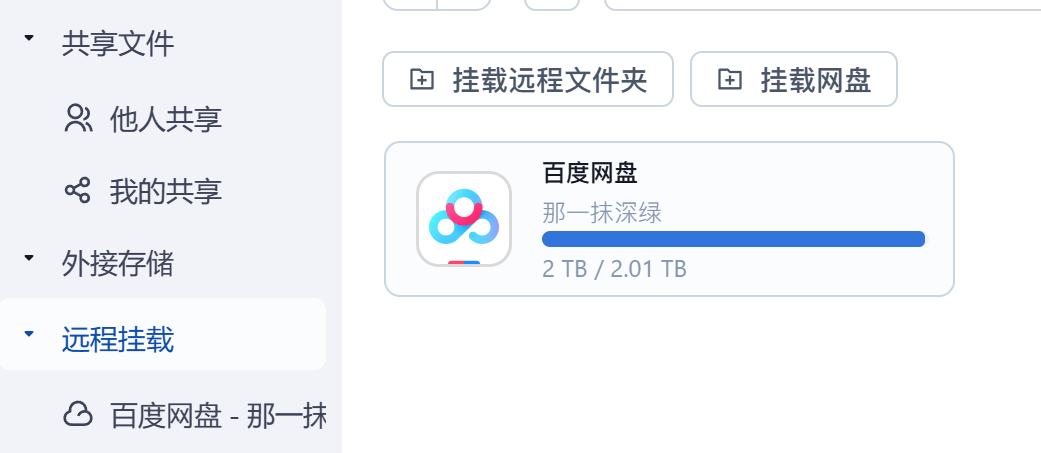 共享文件
他人共享
我的共享
外接存储
远程挂载
百度网盘 - 那一抹
挂载远程文件夹
挂载网盘
百度网盘
那一抹深绿
2 TB / 2.01 TB